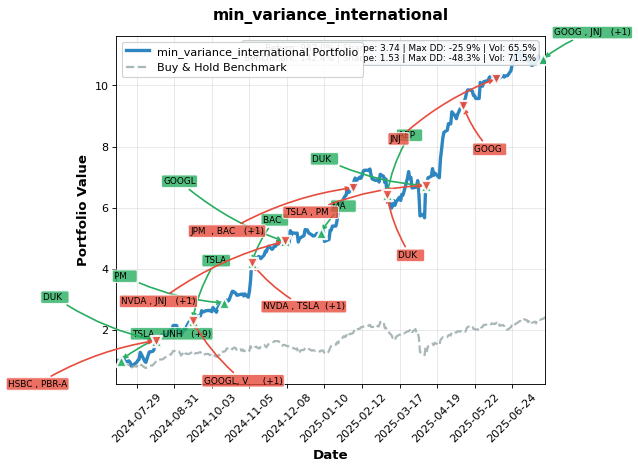 min_variance_international
GOOG , JNJ (+1)
min_variance_international Portfolio
Buy & Hold Benchmark
pe: 3.74 | Max DD: -25.9% | Vol: 65.5%
pe: 1.53 | Max DD: -48.3% | Vol: 71.5%
10
8
6
4
2
Portfolio Value
JNJ
GOOG
DUK
GOOGL
TSLA , PM
MA
BAC
JPM , BAC (+1)
DUK
TSLA
PM
DUK
NVDA , JNJ (+1)
NVDA , TSLA (+1)
TSLA , UNH (+9)
HSBC , PBR-A
GOOGL, V (+1)
2024-07-29
2024-08-31
2024-10-03
2024-11-05
2024-12-08
2025-01-10
2025-02-12
2025-03-17
2025-04-19
2025-05-22
2025-06-24
Date